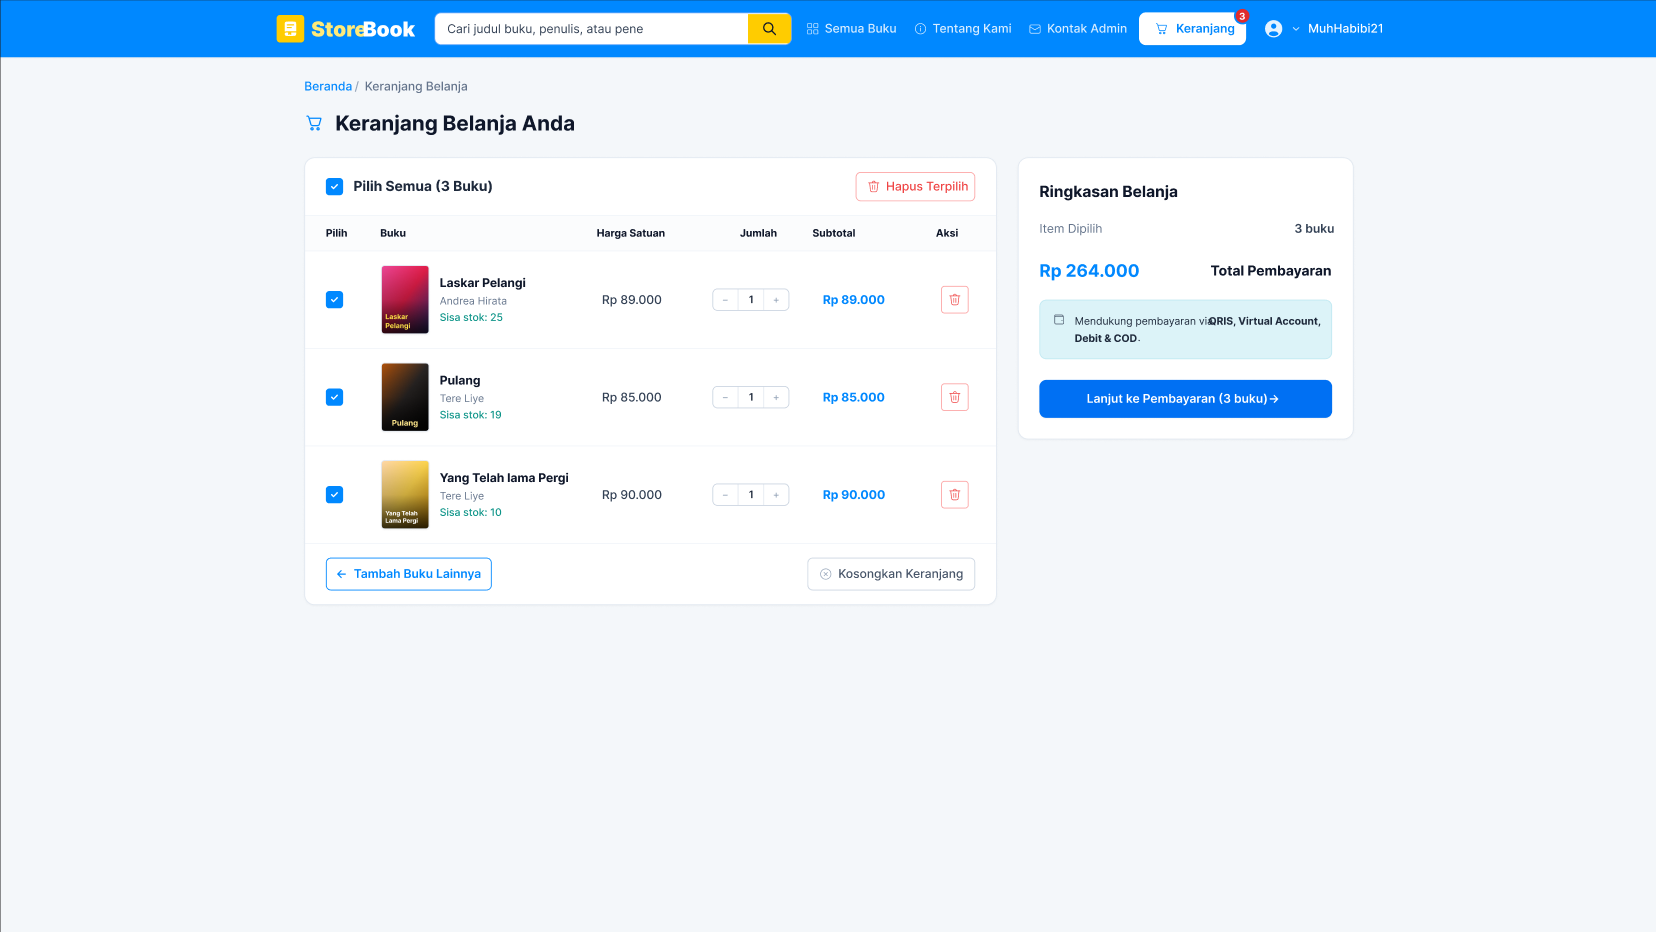 StoreBook
Cari judul buku, penulis, atau pene
Semua Buku
Tentang Kami
Kontak Admin
Keranjang
3
MuhHabibi21
Beranda / Keranjang Belanja
Keranjang Belanja Anda
Pilih Semua (3 Buku)
Hapus Terpilih
Pilih Buku Harga Satuan Jumlah Subtotal Aksi
Laskar
Pelangi
Laskar Pelangi
Andrea Hirata
Sisa stok: 25
Rp 89.000
− 1 +
Rp 89.000
Pulang
Pulang
Tere Liye
Sisa stok: 19
Rp 85.000
− 1 +
Rp 85.000
Yang Telah
Lama Pergi
Yang Telah lama Pergi
Tere Liye
Sisa stok: 10
Rp 90.000
− 1 +
Rp 90.000
← Tambah Buku Lainnya
Kosongkan Keranjang
Ringkasan Belanja
Item Dipilih 3 buku
Rp 264.000 Total Pembayaran
Mendukung pembayaran via QRIS, Virtual Account,
Debit & COD.
Lanjut ke Pembayaran (3 buku)→